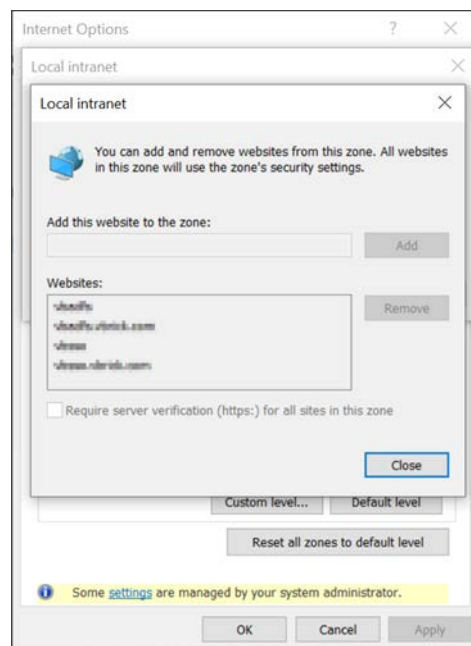 Internet Options
?
Local intranet
Local intranet
You can add and remove websites from this zone. All websites
in this zone will use the zone's security settings.
Add this website to the zone:
Add
Websites:
Remove
Require server verification (https:) for all sites in this zone
Close
Custom level...
Default level
Reset all zones to default level
Some settings are managed by your system administrator.
OK
Cancel
Apply